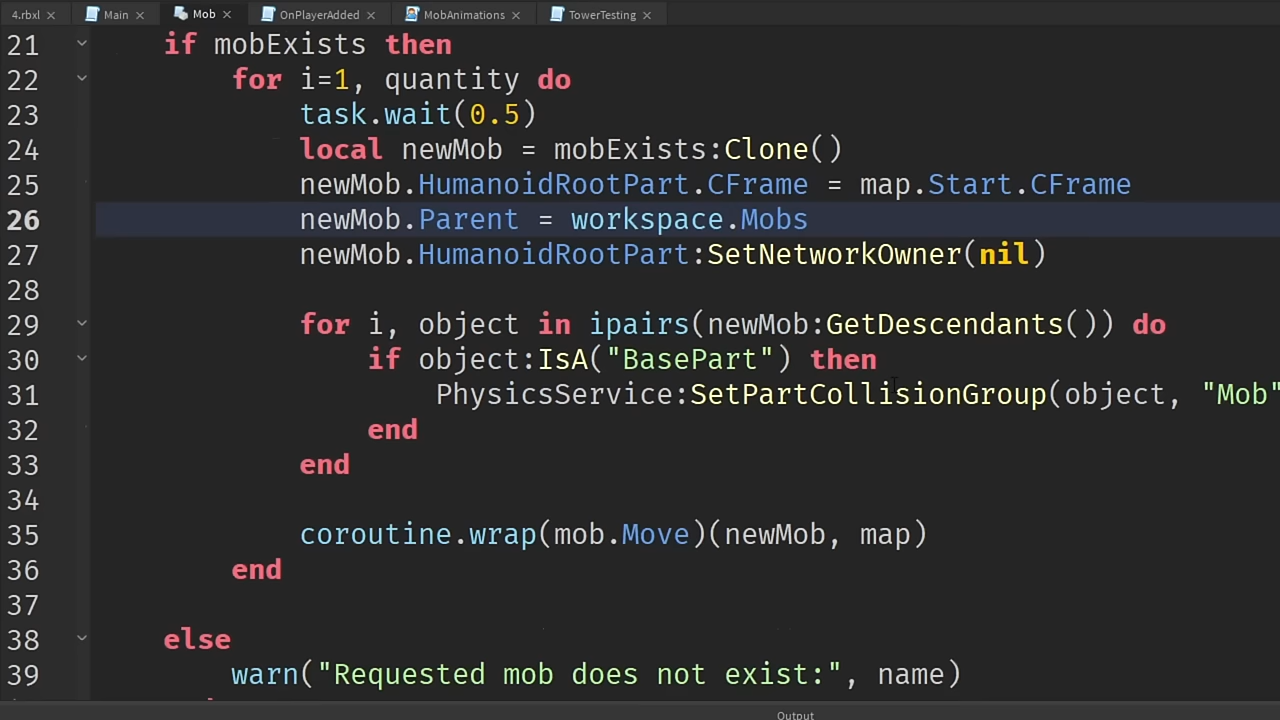 4.rbxl Main Mob OnPlayerAdded MobAnimations TowerTesting
21 if mobExists then
22 for i=1, quantity do
23 task.wait(0.5)
24 local newMob = mobExists:Clone()
25 newMob.HumanoidRootPart.CFrame = map.Start.CFrame
26 newMob.Parent = workspace.Mobs
27 newMob.HumanoidRootPart:SetNetworkOwner(nil)
28
29 for i, object in ipairs(newMob:GetDescendants()) do
30 if object:IsA("BasePart") then
31 PhysicsService:SetPartCollisionGroup(object, "Mob"
32 end
33 end
34
35 coroutine.wrap(mob.Move)(newMob, map)
36 end
37
38 else
39 warn("Requested mob does not exist:", name)
Output